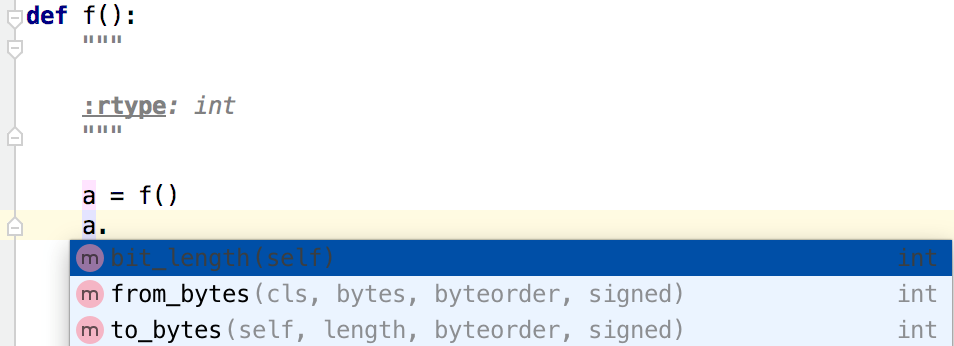 def f():
"""
:rtype: int
"""
a = f()
a.
m bit_length(self) int
m from_bytes(cls, bytes, byteorder, signed) int
m to_bytes(self, length, byteorder, signed) int